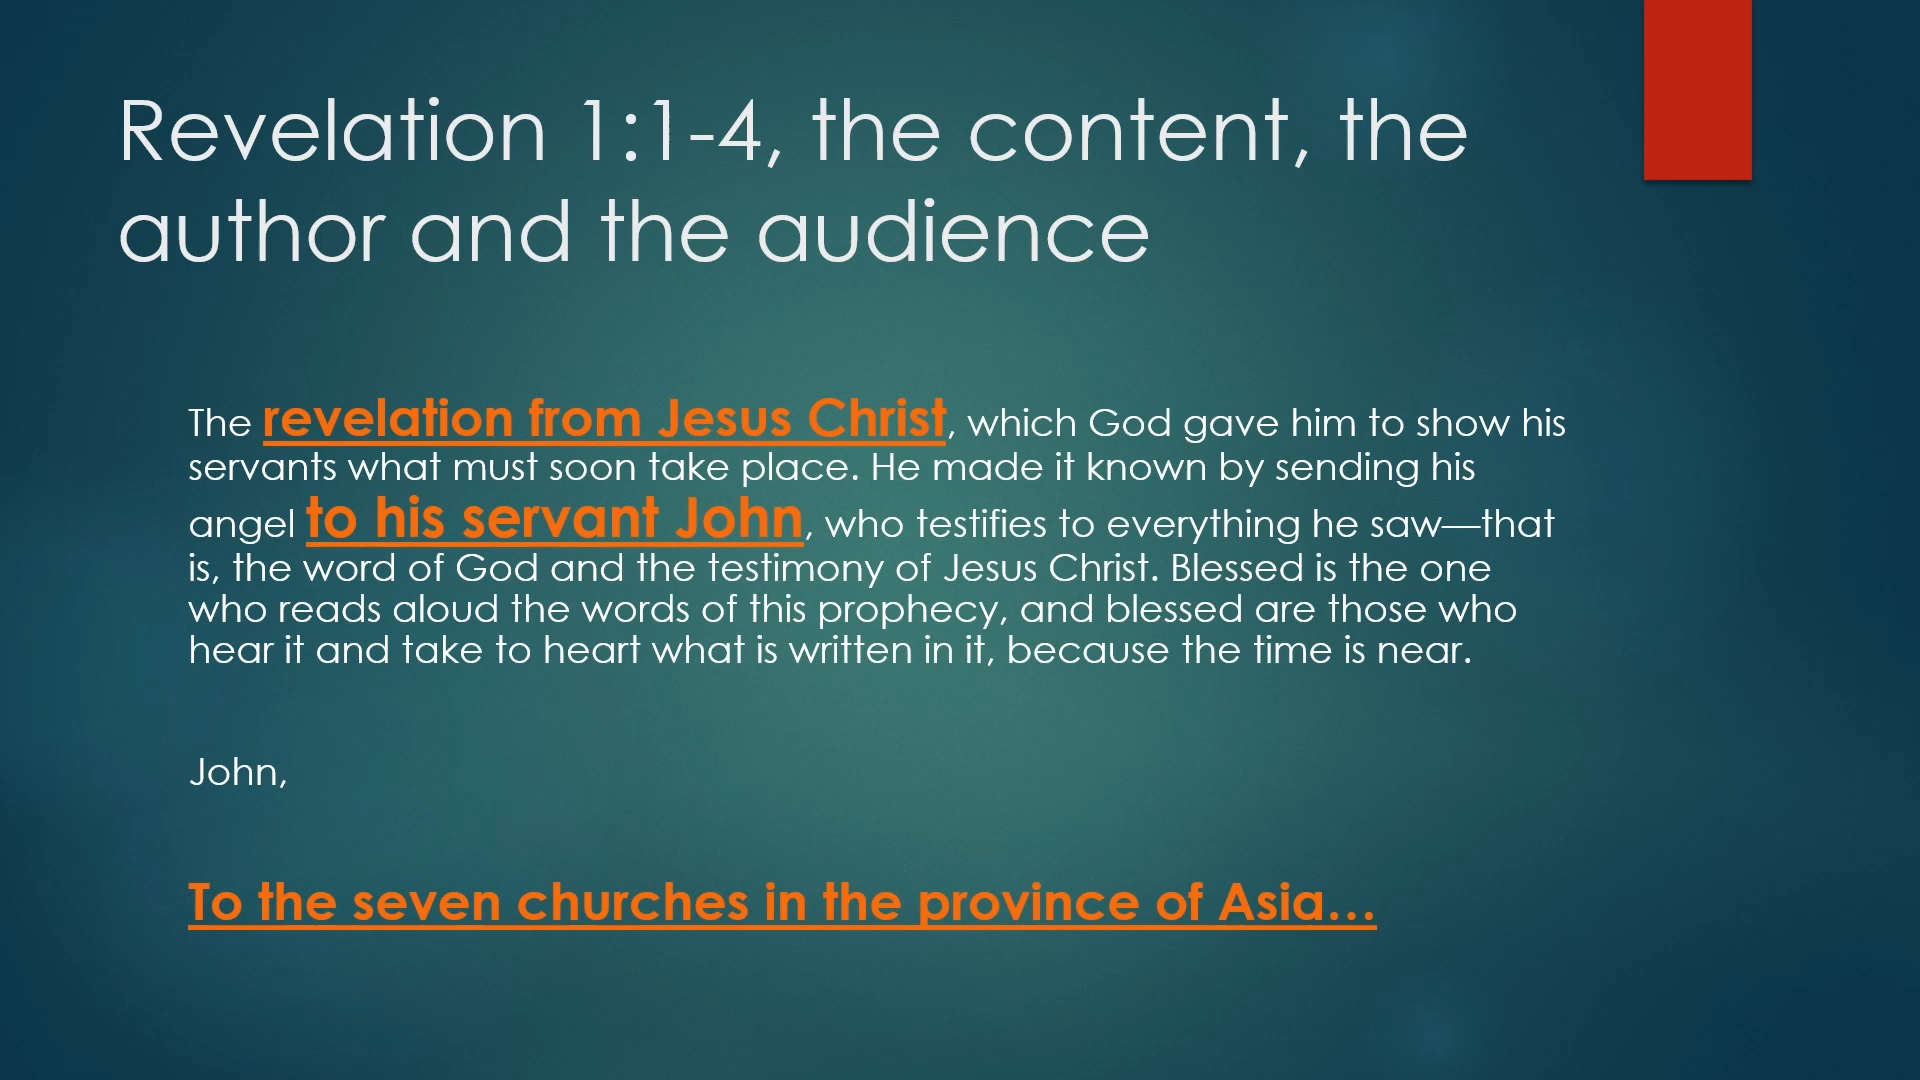 Revelation 1:1-4, the content, the
author and the audience
The revelation from Jesus Christ, which God gave him to show his
servants what must soon take place. He made it known by sending his
angel to his servant John, who testifies to everything he saw—that
is, the word of God and the testimony of Jesus Christ. Blessed is the one
who reads aloud the words of this prophecy, and blessed are those who
hear it and take to heart what is written in it, because the time is near.
John,
To the seven churches in the province of Asia…